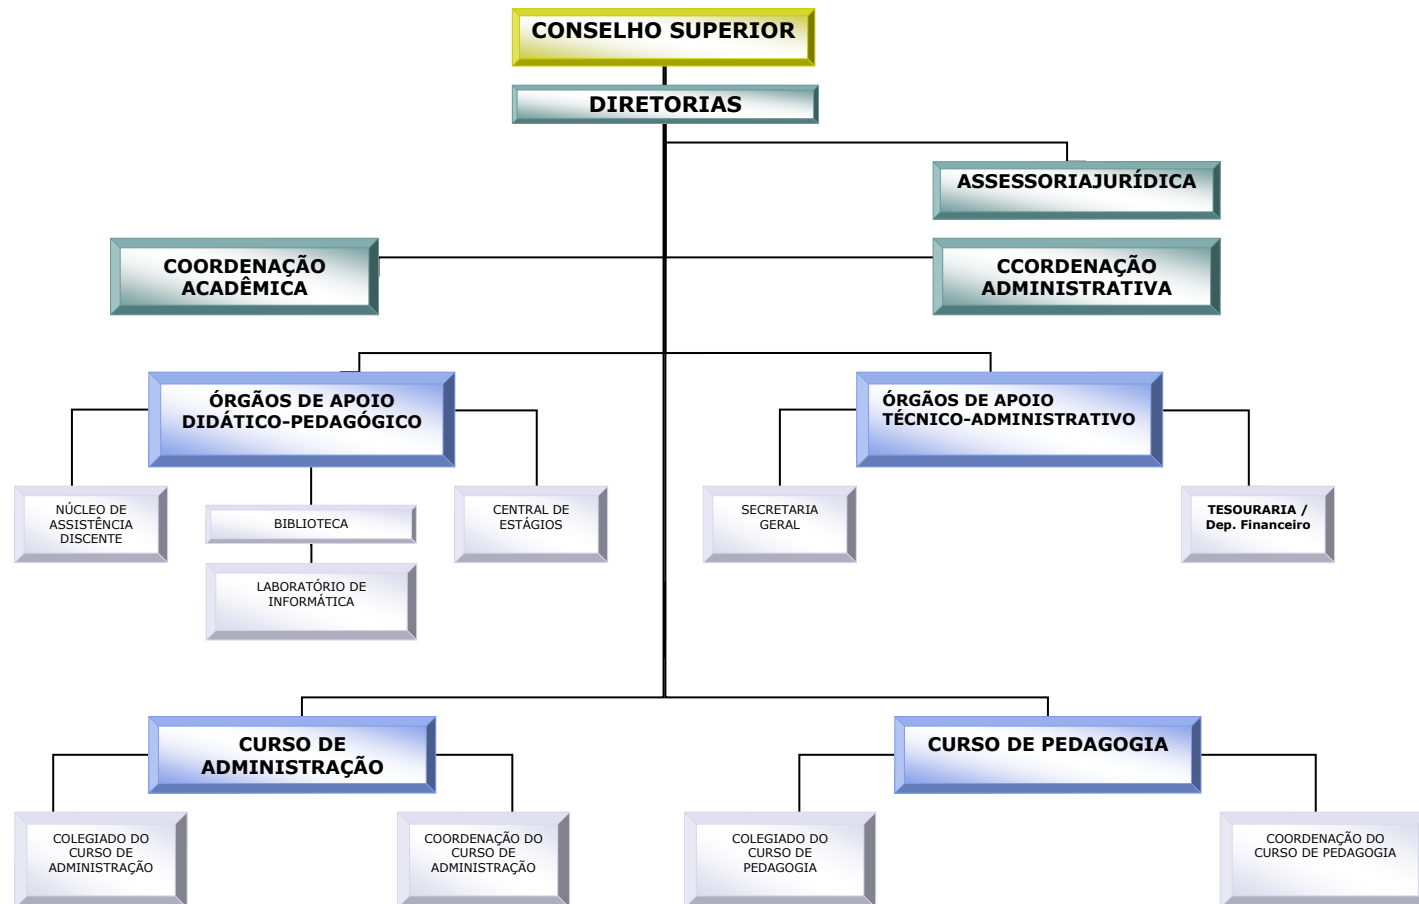 CONSELHO SUPERIOR
DIRETORIAS
ASSESSORIAJURÍDICA
COORDENAÇÃO
ACADÊMICA
CCORDENAÇÃO
ADMINISTRATIVA
ÓRGÃOS DE APOIO
DIDÁTICO-PEDAGÓGICO
ÓRGÃOS DE APOIO
TÉCNICO-ADMINISTRATIVO
NÚCLEO DE
ASSISTÊNCIA
DISCENTE
BIBLIOTECA
CENTRAL DE
ESTÁGIOS
SECRETARIA
GERAL
TESOURARIA /
Dep. Financeiro
LABORATÓRIO DE
INFORMÁTICA
CURSO DE
ADMINISTRAÇÃO
CURSO DE PEDAGOGIA
COLEGIADO DO
CURSO DE
ADMINISTRAÇÃO
COORDENAÇÃO DO
CURSO DE
ADMINISTRAÇÃO
COLEGIADO DO
CURSO DE
PEDAGOGIA
COORDENAÇÃO DO
CURSO DE PEDAGOGIA